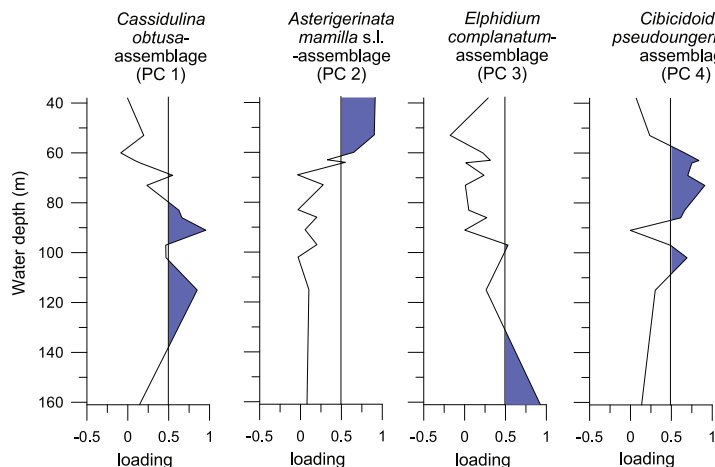 Cassidulina
obtusa-
assemblage
(PC 1)
Asterigerinata
mamilla s.l.
-assemblage
(PC 2)
Elphidium
complanatum-
assemblage
(PC 3)
Cibicidoid
pseudoungeri
assemblag
(PC 4)
Water depth (m)
40
60
80
100
120
140
160
-0.5 0 0.5 1
loading
-0.5 0 0.5 1
loading
-0.5 0 0.5 1
loading
-0.5 0 0.5 1
loading